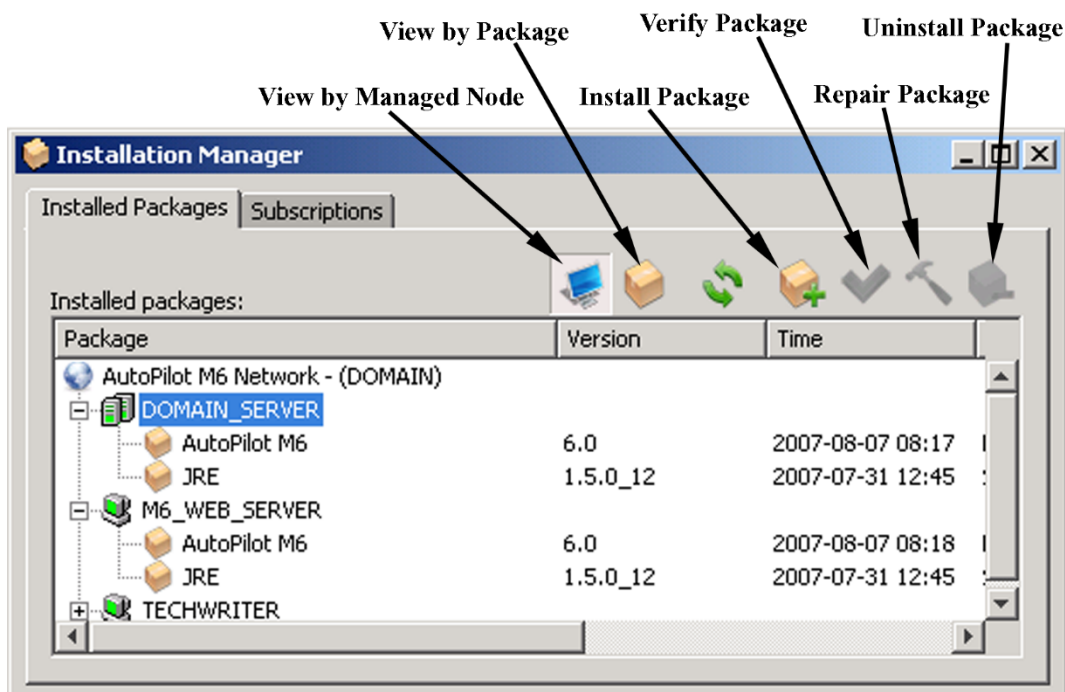 View by Package
Verify Package
Uninstall Package
View by Managed Node
Install Package
Repair Package
Installation Manager
Installed Packages
Subscriptions
Installed packages:
Package Version Time
AutoPilot M6 Network - (DOMAIN)
DOMAIN_SERVER
AutoPilot M6 6.0 2007-08-07 08:17
JRE 1.5.0_12 2007-07-31 12:45
M6_WEB_SERVER
AutoPilot M6 6.0 2007-08-07 08:18
JRE 1.5.0_12 2007-07-31 12:45
TECHWRITER